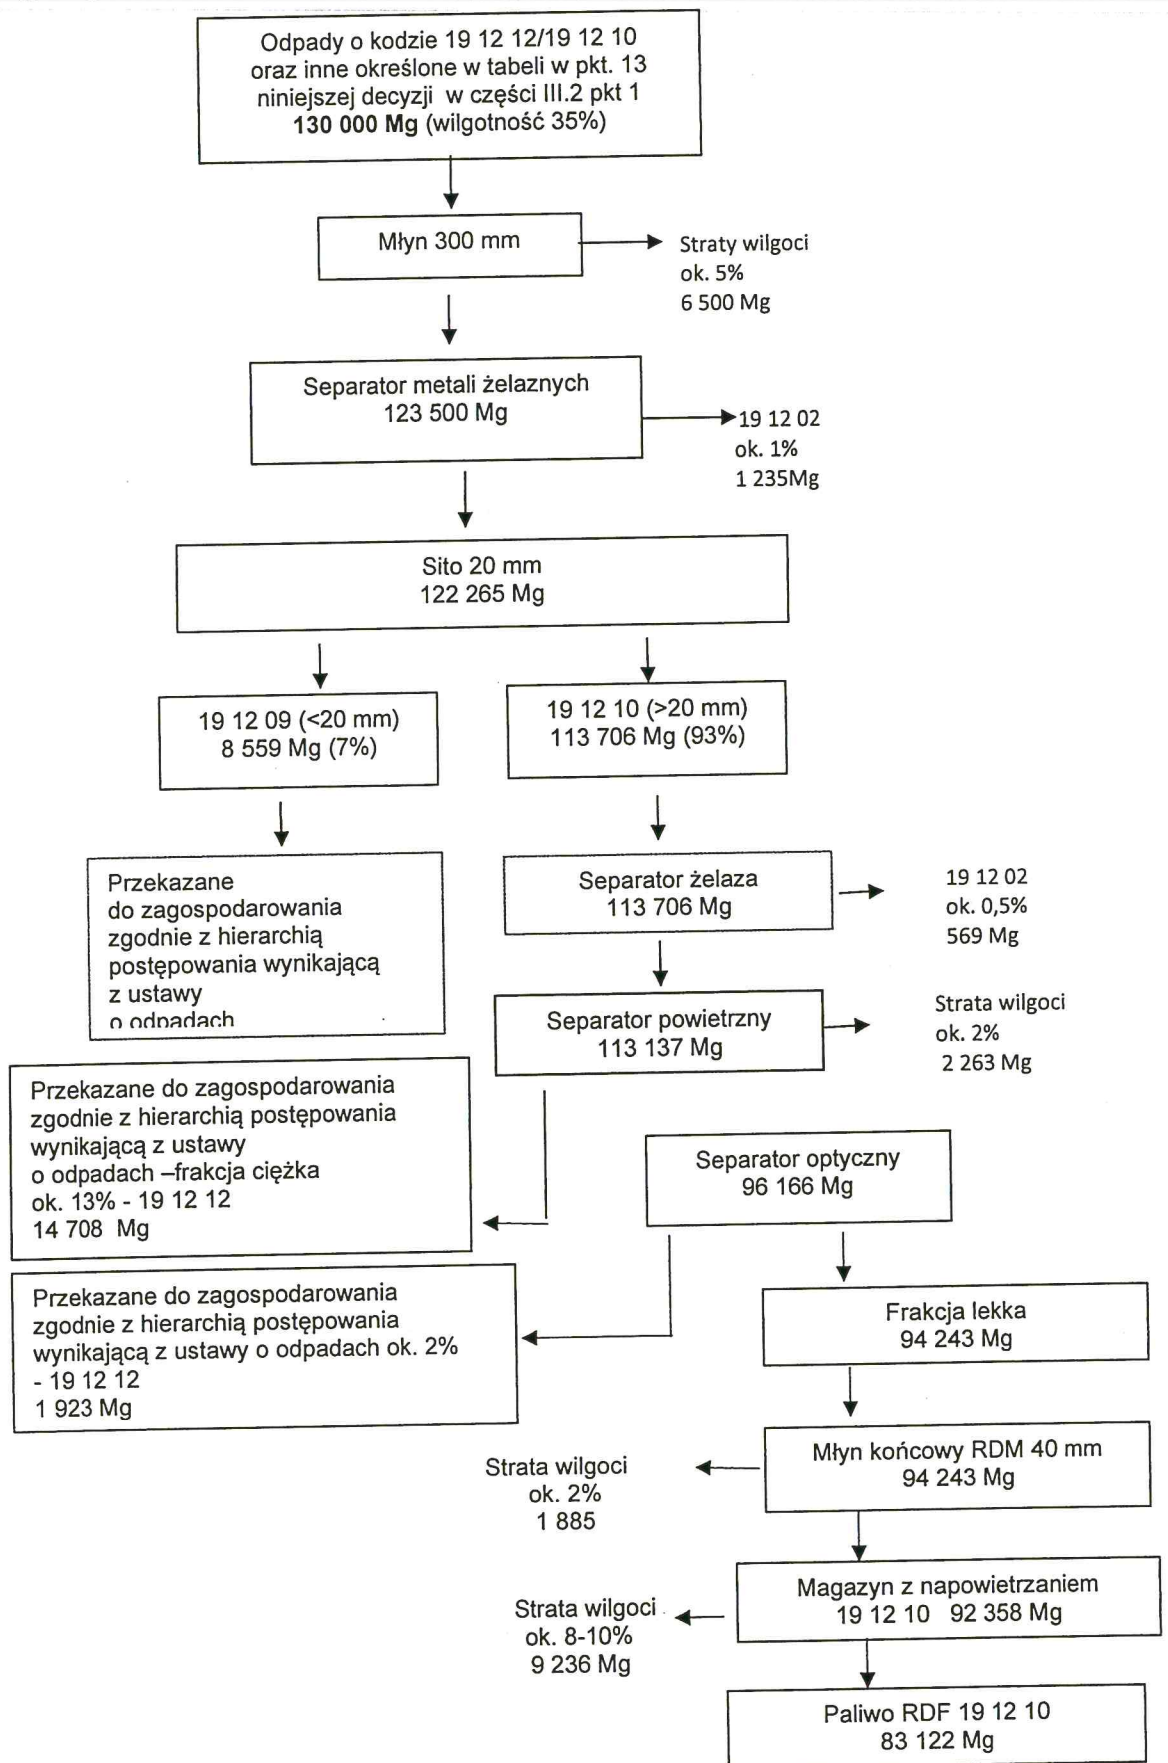 Odpady o kodzie 19 12 12/19 12 10
oraz inne określone w tabeli w pkt. 13
niniejszej decyzji w części III.2 pkt 1
130 000 Mg (wilgotność 35%)
Młyn 300 mm
Straty wilgoci
ok. 5%
6 500 Mg
Separator metali żelaznych
123 500 Mg
19 12 02
ok. 1%
1 235Mg
Sito 20 mm
122 265 Mg
19 12 09 (<20 mm)
8 559 Mg (7%)
19 12 10 (>20 mm)
113 706 Mg (93%)
Przekazane
do zagospodarowania
zgodnie z hierarchią
postępowania wynikającą
z ustawy
o odpadach
Separator żelaza
113 706 Mg
19 12 02
ok. 0,5%
569 Mg
Separator powietrzny
113 137 Mg
Strata wilgoci
ok. 2%
2 263 Mg
Przekazane do zagospodarowania
zgodnie z hierarchią postępowania
wynikającą z ustawy
o odpadach –frakcja ciężka
ok. 13% - 19 12 12
14 708 Mg
Separator optyczny
96 166 Mg
Przekazane do zagospodarowania
zgodnie z hierarchią postępowania
wynikającą z ustawy o odpadach ok. 2%
- 19 12 12
1 923 Mg
Frakcja lekka
94 243 Mg
Młyn końcowy RDM 40 mm
94 243 Mg
Strata wilgoci
ok. 2%
1 885
Magazyn z napowietrzaniem
19 12 10 92 358 Mg
Strata wilgoci
ok. 8-10%
9 236 Mg
Paliwo RDF 19 12 10
83 122 Mg